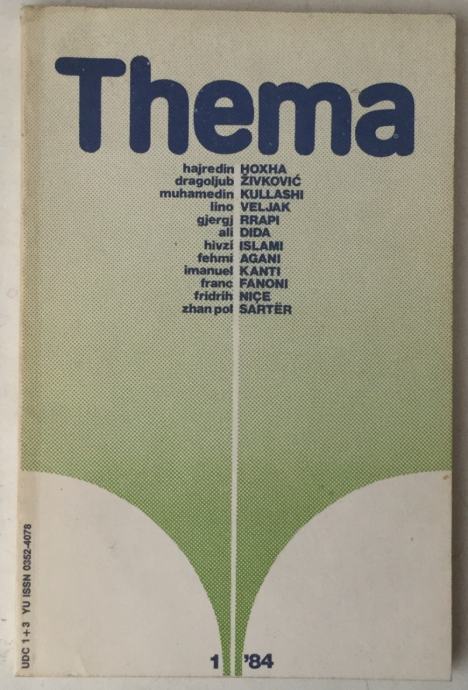 Thema
hajredin HOXHA
dragoljub ŽIVKOVIĆ
muhamedin KULLASHI
lino VELJAK
gjergj RRAPI
ali DIDA
hivzi ISLAMI
fehmi AGANI
imanuel KANTI
franc FANONI
fridrih NIÇE
zhan pol SARTËR
UDC 1+3 YU ISSN 0352-4078
1 '84